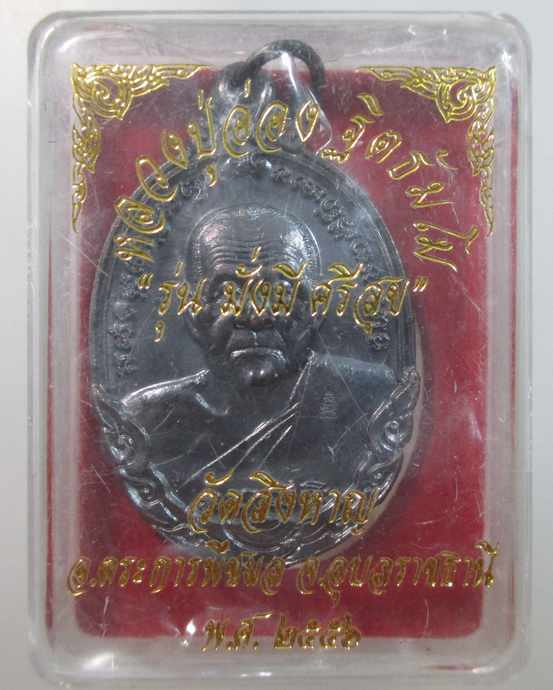 หลวงปู่อ่อง ฐิตธัมโม
"รุ่น มั่งมี ศรีสุข"
วัดสิงหาญ
อ.ตระการพืชผล จ.อุบลราชธานี
พ.ศ. ๒๕๕๖